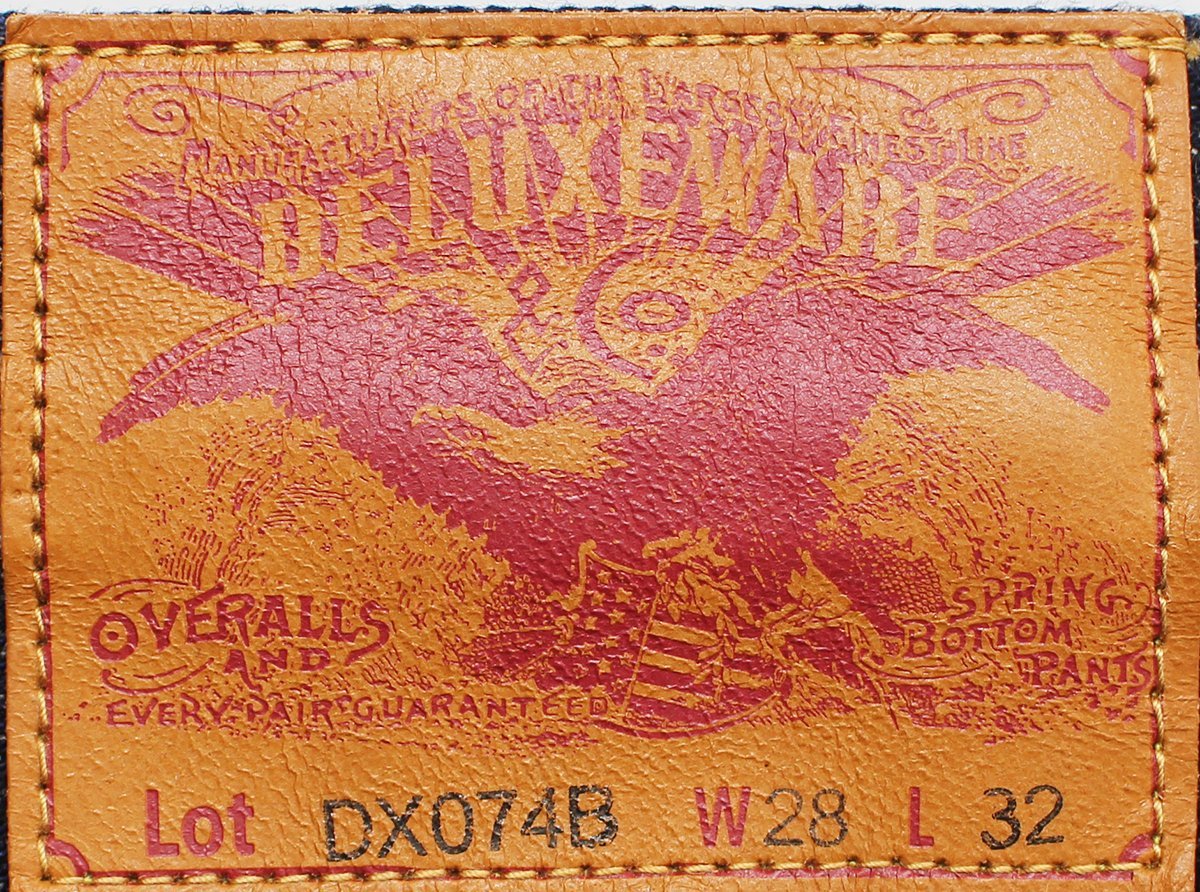 MANUFACTURERS OF THE LARGEST & FINEST LINE
DELUXEWARE
OVERALLS
AND
SPRING
BOTTOM
PANTS
EVERY PAIR GUARANTEED
Lot DX074B W28 L 32